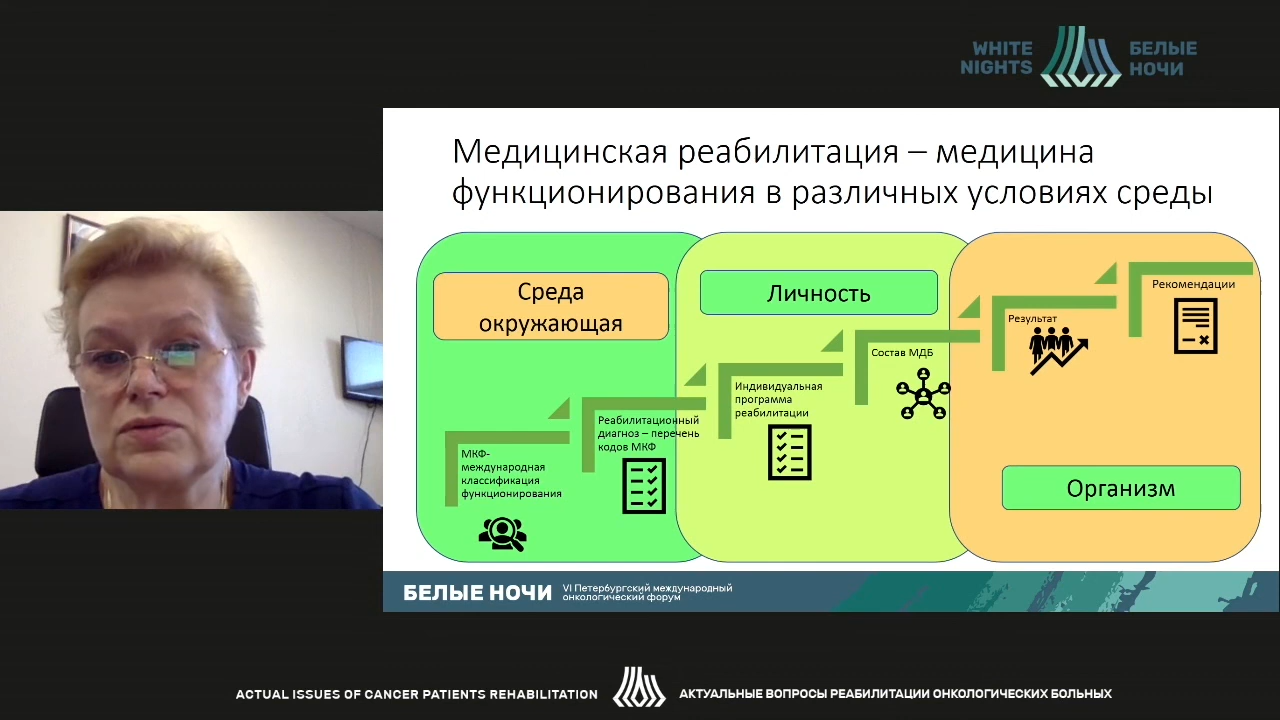 WHITE
NIGHTS
БЕЛЫЕ
НОЧИ
Медицинская реабилитация – медицина
функционирования в различных условиях среды
Среда
окружающая
Личность
Организм
МКФ-
международная
классификация
функционирования
Реабилитационный
диагноз – перечень
кодов МКФ
Индивидуальная
программа
реабилитации
Состав МДБ
Результат
Рекомендации
БЕЛЫЕ НОЧИ
VI Петербургский международный
онкологический форум
ACTUAL ISSUES OF CANCER PATIENTS REHABILITATION
АКТУАЛЬНЫЕ ВОПРОСЫ РЕАБИЛИТАЦИИ ОНКОЛОГИЧЕСКИХ БОЛЬНЫХ